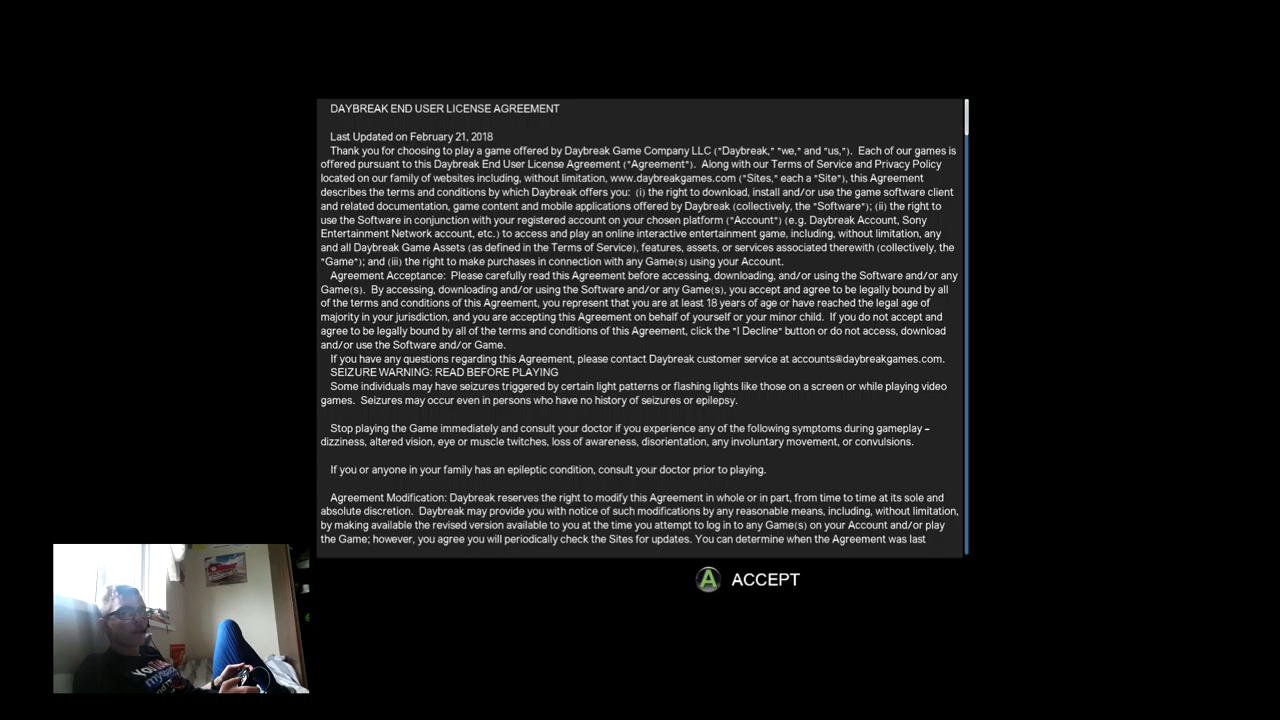 DAYBREAK END USER LICENSE AGREEMENT
Last Updated on February 21, 2018
Thank you for choosing to play a game offered by Daybreak Game Company LLC ("Daybreak," "we," and "us,"). Each of our games is
offered pursuant to this Daybreak End User License Agreement ("Agreement"). Along with our Terms of Service and Privacy Policy
located on our family of websites including, without limitation, www.daybreakgames.com ("Sites," each a "Site"), this Agreement
describes the terms and conditions by which Daybreak offers you: (i) the right to download, install and/or use the game software client
and related documentation, game content and mobile applications offered by Daybreak (collectively, the "Software"); (ii) the right to
use the Software in conjunction with your registered account on your chosen platform ("Account") (e.g. Daybreak Account, Sony
Entertainment Network account, etc.) to access and play an online interactive entertainment game, including, without limitation, any
and all Daybreak Game Assets (as defined in the Terms of Service), features, assets, or services associated therewith (collectively, the
"Game"); and (iii) the right to make purchases in connection with any Game(s) using your Account.
Agreement Acceptance: Please carefully read this Agreement before accessing, downloading, and/or using the Software and/or any
Game(s). By accessing, downloading and/or using the Software and/or any Game(s), you accept and agree to be legally bound by all
of the terms and conditions of this Agreement, you represent that you are at least 18 years of age or have reached the legal age of
majority in your jurisdiction, and you are accepting this Agreement on behalf of yourself or your minor child. If you do not accept and
agree to be legally bound by all of the terms and conditions of this Agreement, click the "I Decline" button or do not access, download
and/or use the Software and/or Game.
If you have any questions regarding this Agreement, please contact Daybreak customer service at accounts@daybreakgames.com.
SEIZURE WARNING: READ BEFORE PLAYING
Some individuals may have seizures triggered by certain light patterns or flashing lights like those on a screen or while playing video
games. Seizures may occur even in persons who have no history of seizures or epilepsy.
Stop playing the Game immediately and consult your doctor if you experience any of the following symptoms during gameplay –
dizziness, altered vision, eye or muscle twitches, loss of awareness, disorientation, any involuntary movement, or convulsions.
If you or anyone in your family has an epileptic condition, consult your doctor prior to playing.
Agreement Modification: Daybreak reserves the right to modify this Agreement in whole or in part, from time to time at its sole and
absolute discretion. Daybreak may provide you with notice of such modifications by any reasonable means, including, without limitation,
by making available the revised version available to you at the time you attempt to log in to any Game(s) on your Account and/or play
the Game; however, you agree you will periodically check the Sites for updates. You can determine when the Agreement was last
A ACCEPT